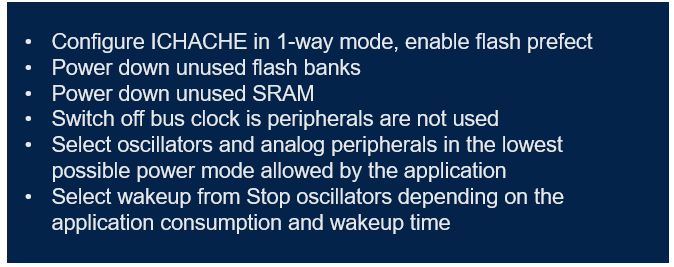 • Configure ICHACHE in 1-way mode, enable flash prefect
• Power down unused flash banks
• Power down unused SRAM
• Switch off bus clock is peripherals are not used
• Select oscillators and analog peripherals in the lowest
possible power mode allowed by the application
• Select wakeup from Stop oscillators depending on the
application consumption and wakeup time